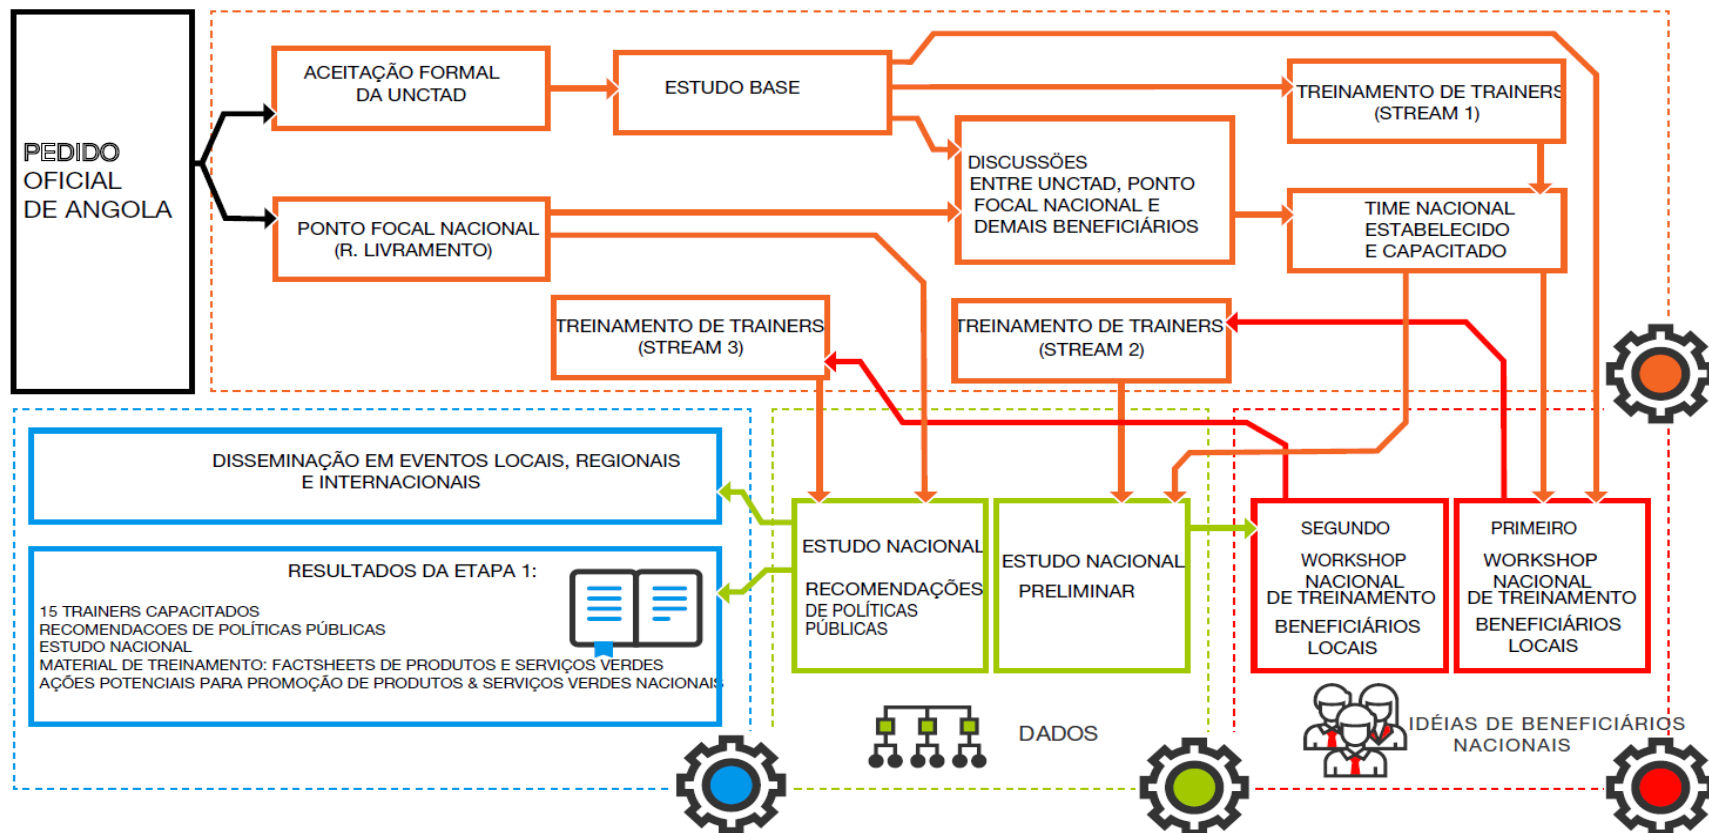 PEDIDO
OFICIAL
DE ANGOLA
ACEITAÇÃO FORMAL
DA UNCTAD
ESTUDO BASE
TREINAMENTO DE TRAINERS
(STREAM 1)
PONTO FOCAL NACIONAL
(R. LIVRAMENTO)
DISCUSSÖES
ENTRE UNCTAD, PONTO
FOCAL NACIONAL E
DEMAIS BENEFICIÁRIOS
TIME NACIONAL
ESTABELECIDO
E CAPACITADO
TREINAMENTO DE TRAINERS
(STREAM 3)
TREINAMENTO DE TRAINERS
(STREAM 2)
DISSEMINAÇÃO EM EVENTOS LOCAIS, REGIONAIS
E INTERNACIONAIS
RESULTADOS DA ETAPA 1:
15 TRAINERS CAPACITADOS
RECOMENDACOES DE POLÍTICAS PÚBLICAS
ESTUDO NACIONAL
MATERIAL DE TREINAMENTO: FACTSHEETS DE PRODUTOS E SERVIÇOS VERDES
AÇÕES POTENCIAIS PARA PROMOÇÃO DE PRODUTOS & SERVIÇOS VERDES NACIONAIS
ESTUDO NACIONAL
RECOMENDAÇÕES
DE POLÍTICAS
PÚBLICAS
ESTUDO NACIONAL
PRELIMINAR
SEGUNDO
WORKSHOP
NACIONAL
DE TREINAMENTO
BENEFICIÁRIOS
LOCAIS
PRIMEIRO
WORKSHOP
NACIONAL
DE TREINAMENTO
BENEFICIÁRIOS
LOCAIS
DADOS
IDÉIAS DE BENEFICIÁRIOS
NACIONAIS